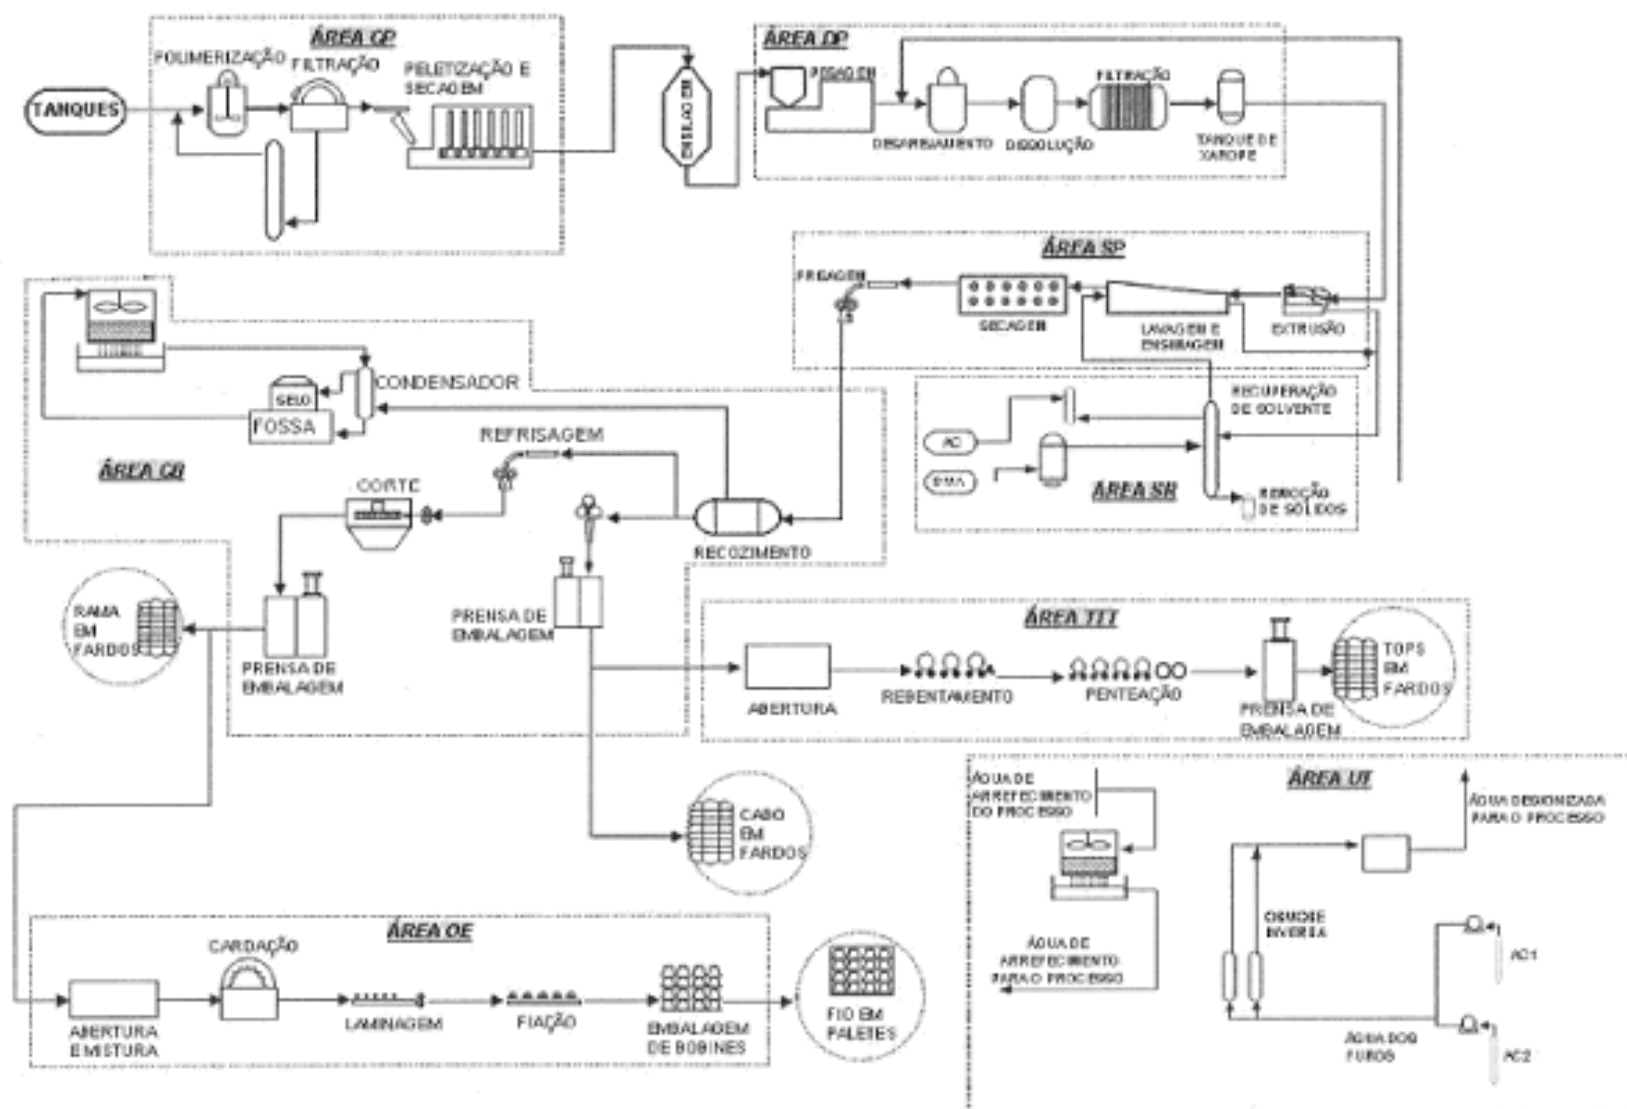 ÁREA CP
POLIMERIZAÇÃO
FILTRAÇÃO
PELETIZAÇÃO E
SECAGEM
TANQUES
ENSILAGEM
ÁREA DP
PESAGEM
DESAREJAMENTO
DISSOLUÇÃO
FILTRAÇÃO
TANQUE DE
XAROPE
ÁREA SP
FRISAGEM
SECAGEM
LAVAGEM E
ENSIMAGEM
EXTRUSÃO
RECUPERAÇÃO
DE SOLVENTE
AC
DMA
ÁREA SR
REMOÇÃO
DE SÓLIDOS
CONDENSADOR
SELO
FOSSA
ÁREA GB
REFRISAGEM
CORTE
RECOZIMENTO
PRENSA DE
EMBALAGEM
RAMA
EM
FARDOS
PRENSA DE
EMBALAGEM
ÁREA TTT
ABERTURA
REBENTAMENTO
PENTEAÇÃO
PRENSA DE
EMBALAGEM
TOPS
EM
FARDOS
CABO
EM
FARDOS
ÁREA UT
ÁGUA DE
ARREFECIMENTO
DO PROCESSO
ÁGUA DE
ARREFECIMENTO
PARA O PROCESSO
ÁGUA DESIONIZADA
PARA O PROCESSO
OSMOSE
INVERSA
AC1
ÁGUA DOS
FUROS
AC2
ÁREA OE
CARDAÇÃO
ABERTURA
E MISTURA
LAMINAGEM
FIAÇÃO
EMBALAGEM
DE BOBINES
FIO EM
PALETES